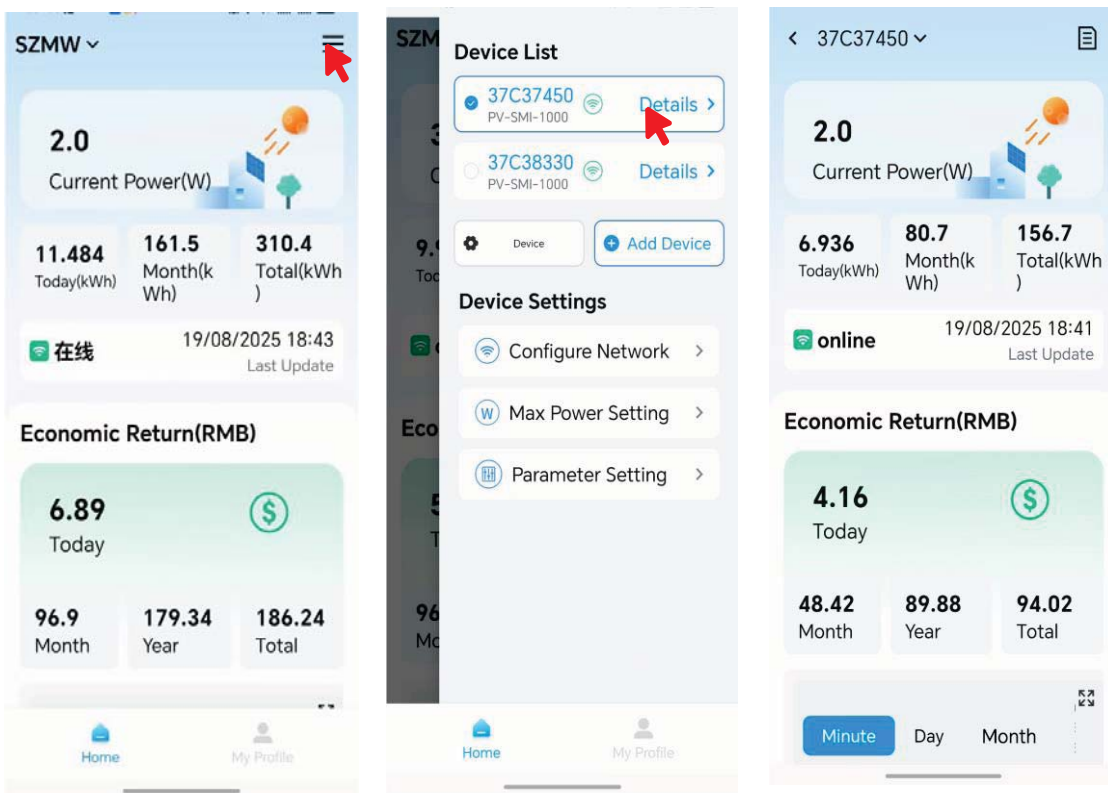 SZMW
2.0
Current Power(W)
11.484
Today(kWh)
161.5
Month(k
Wh)
310.4
Total(kWh
)
在线
19/08/2025 18:43
Last Update
Economic Return(RMB)
6.89
Today
$
96.9
Month
179.34
Year
186.24
Total
Home
My Profile
SZM
Device List
37C37450
PV-SMI-1000
Details >
37C38330
PV-SMI-1000
Details >
Device
Add Device
Device Settings
Configure Network >
W Max Power Setting >
Parameter Setting >
Eco
96
Home
My Profile
< 37C37450
2.0
Current Power(W)
6.936
Today(kWh)
80.7
Month(k
Wh)
156.7
Total(kWh
)
online
19/08/2025 18:41
Last Update
Economic Return(RMB)
4.16
Today
$
48.42
Month
89.88
Year
94.02
Total
Minute
Day
Month